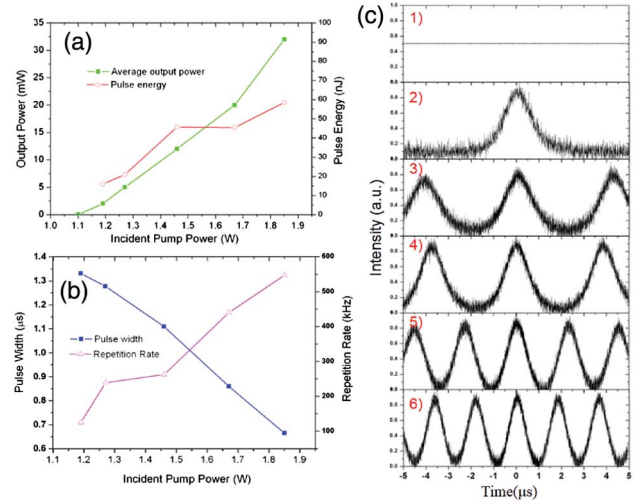 (a)
Output Power (mW)
35
30
25
20
15
10
5
0
Average output power
Pulse energy
100
90
80
70
60
50
40
30
20
10
0
Pulse Energy (nJ)
1.0 1.1 1.2 1.3 1.4 1.5 1.6 1.7 1.8 1.9
Incident Pump Power (W)
(b)
Pulse Width (μs)
1.4
1.3
1.2
1.1
1.0
0.9
0.8
0.7
0.6
Pulse width
Repetition Rate
600
500
400
300
200
100
Repetition Rate (kHz)
1.1 1.2 1.3 1.4 1.5 1.6 1.7 1.8 1.9
Incident Pump Power (W)
(c)
Intensity (a.u.)
1)
2)
3)
4)
5)
6)
-5 -4 -3 -2 -1 0 1 2 3 4 5
Time(μs)